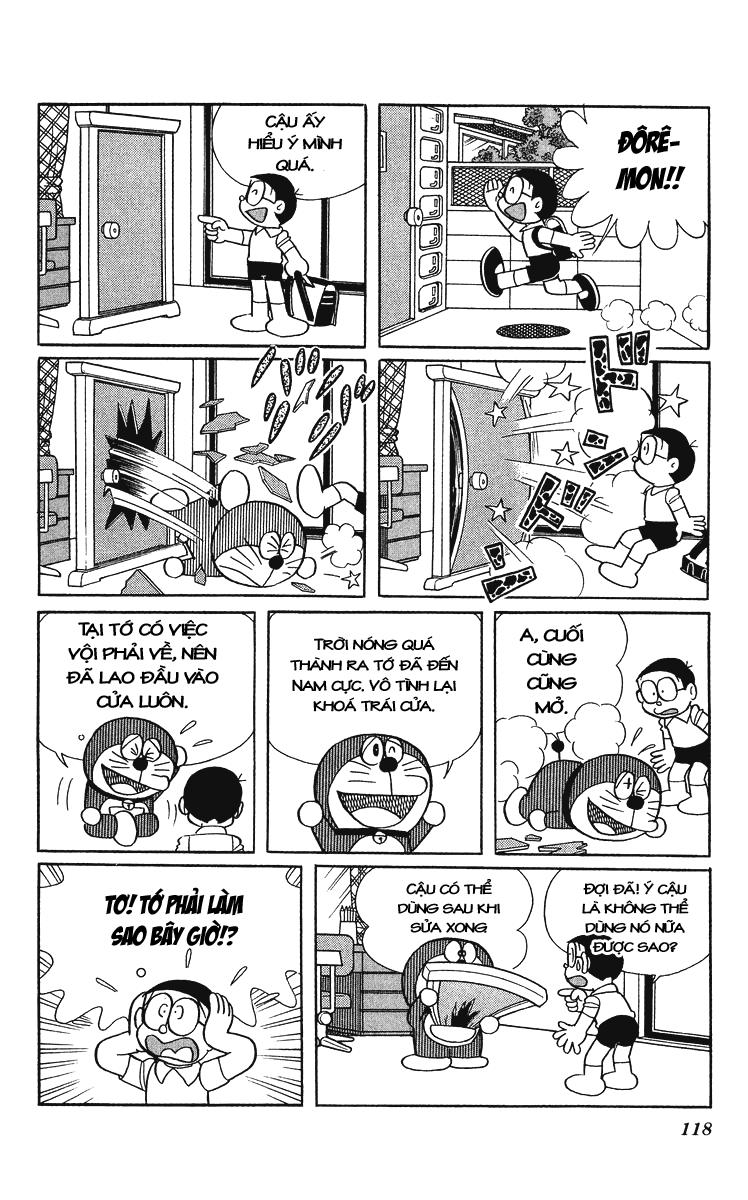 ĐÔRÊ-
MON!!
CẬU ẤY
HIỂU Ý MÌNH
QUÁ.
A, CUỐI
CÙNG
CŨNG
MỞ.
TRỜI NÓNG QUÁ
THÀNH RA TỚ ĐÃ ĐẾN
NAM CỰC. VÔ TÌNH LẠI
KHOÁ TRÁI CỬA.
TẠI TỚ CÓ VIỆC
VỘI PHẢI VỀ, NÊN
ĐÃ LAO ĐẦU VÀO
CỬA LUÔN.
ĐỢI ĐÃ! Ý CẬU
LÀ KHÔNG THỂ
DÙNG NÓ NỮA
ĐƯỢC SAO?
CẬU CÓ THỂ
DÙNG SAU KHI
SỬA XONG
TƠ! TỚ PHẢI LÀM
SAO BÂY GIỜ!?
118